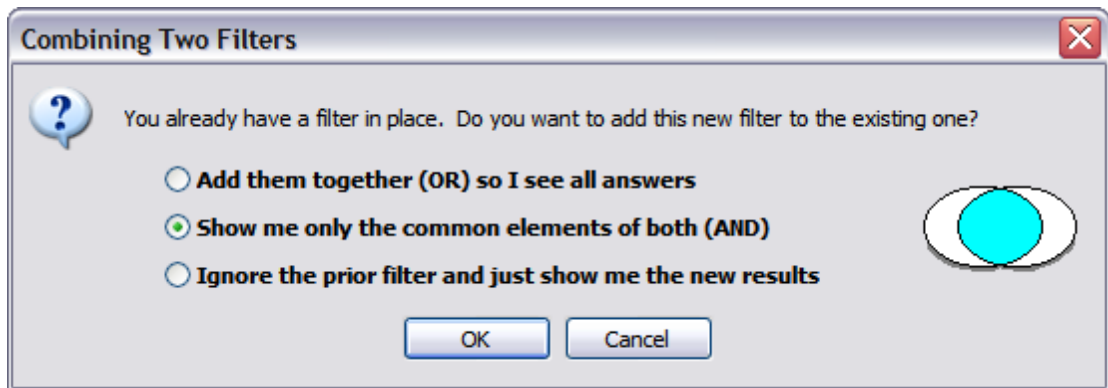 Combining Two Filters
You already have a filter in place.  Do you want to add this new filter to the existing one?
Add them together (OR) so I see all answers
Show me only the common elements of both (AND)
Ignore the prior filter and just show me the new results
OK
Cancel